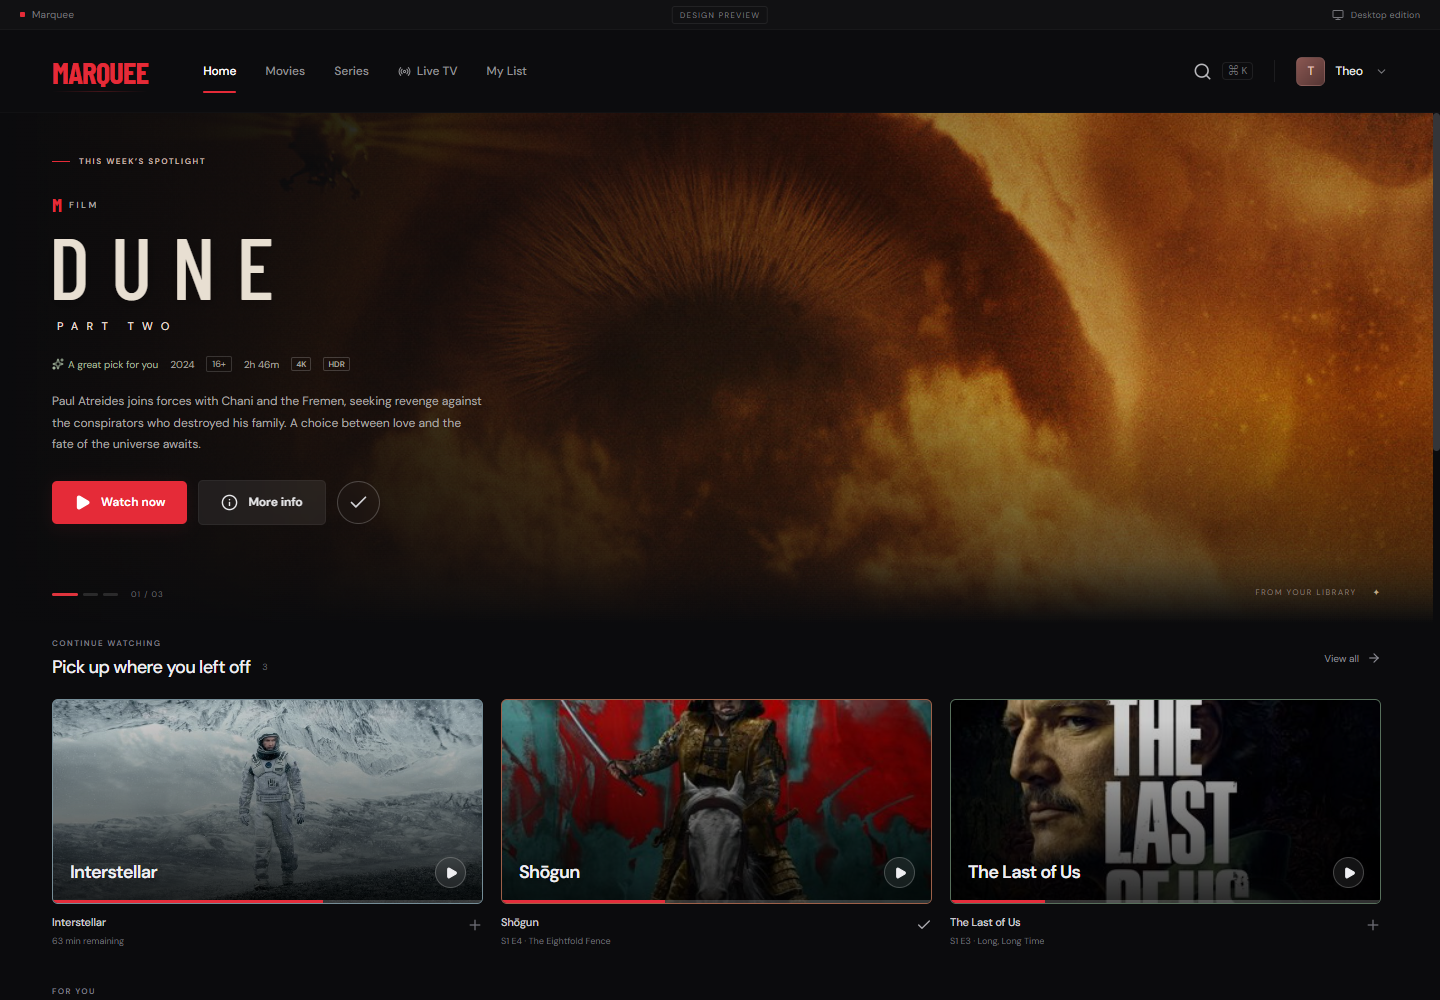 Marquee
DESIGN PREVIEW
Desktop edition
MARQUEE
Home
Movies
Series
Live TV
My List
⌘ K
T
Theo
THIS WEEK'S SPOTLIGHT
M FILM
DUNE
PART TWO
A great pick for you 2024 16+ 2h 46m 4K HDR
Paul Atreides joins forces with Chani and the Fremen, seeking revenge against
the conspirators who destroyed his family. A choice between love and the
fate of the universe awaits.
Watch now
More info
01 / 03
FROM YOUR LIBRARY
CONTINUE WATCHING
Pick up where you left off 3
View all
THE
LAST
OF US
Interstellar
Shōgun
The Last of Us
Interstellar
63 min remaining
Shōgun
S1 E4 · The Eightfold Fence
The Last of Us
S1 E3 · Long, Long Time
FOR YOU